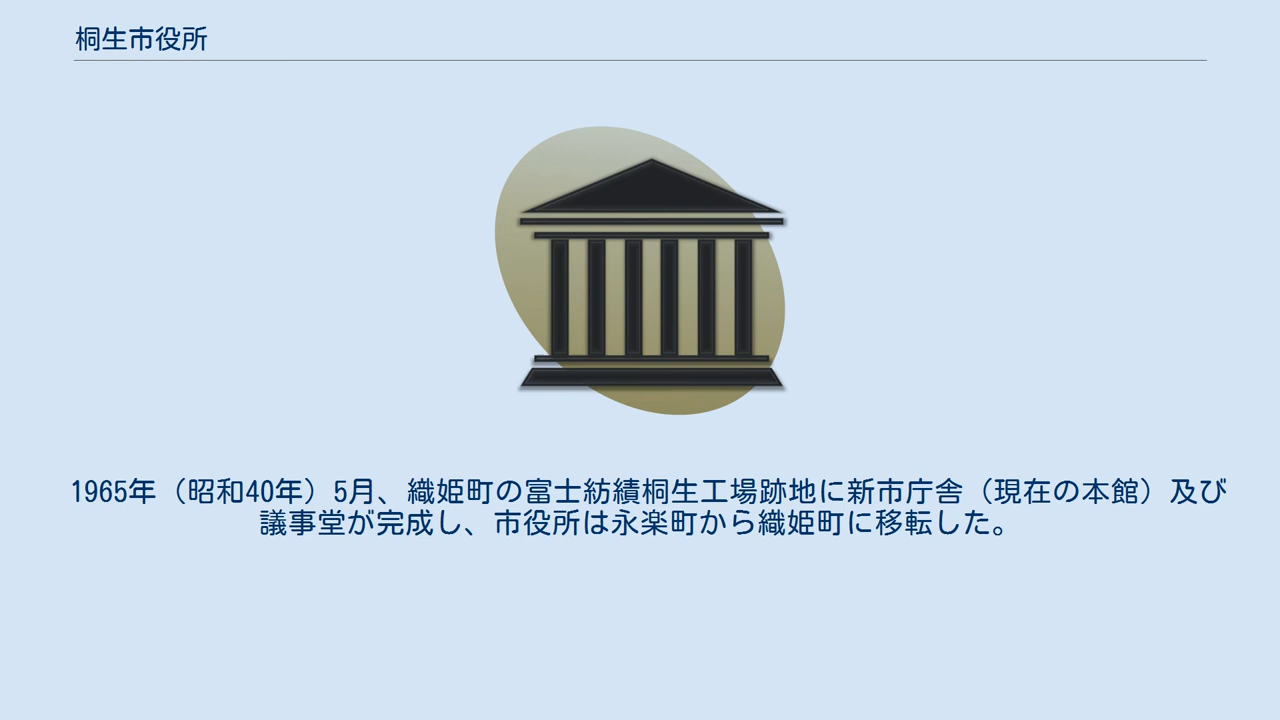 桐生市役所
1965年（昭和40年）5月、織姫町の富士紡績桐生工場跡地に新市庁舎（現在の本館）及び
議事堂が完成し、市役所は永楽町から織姫町に移転した。